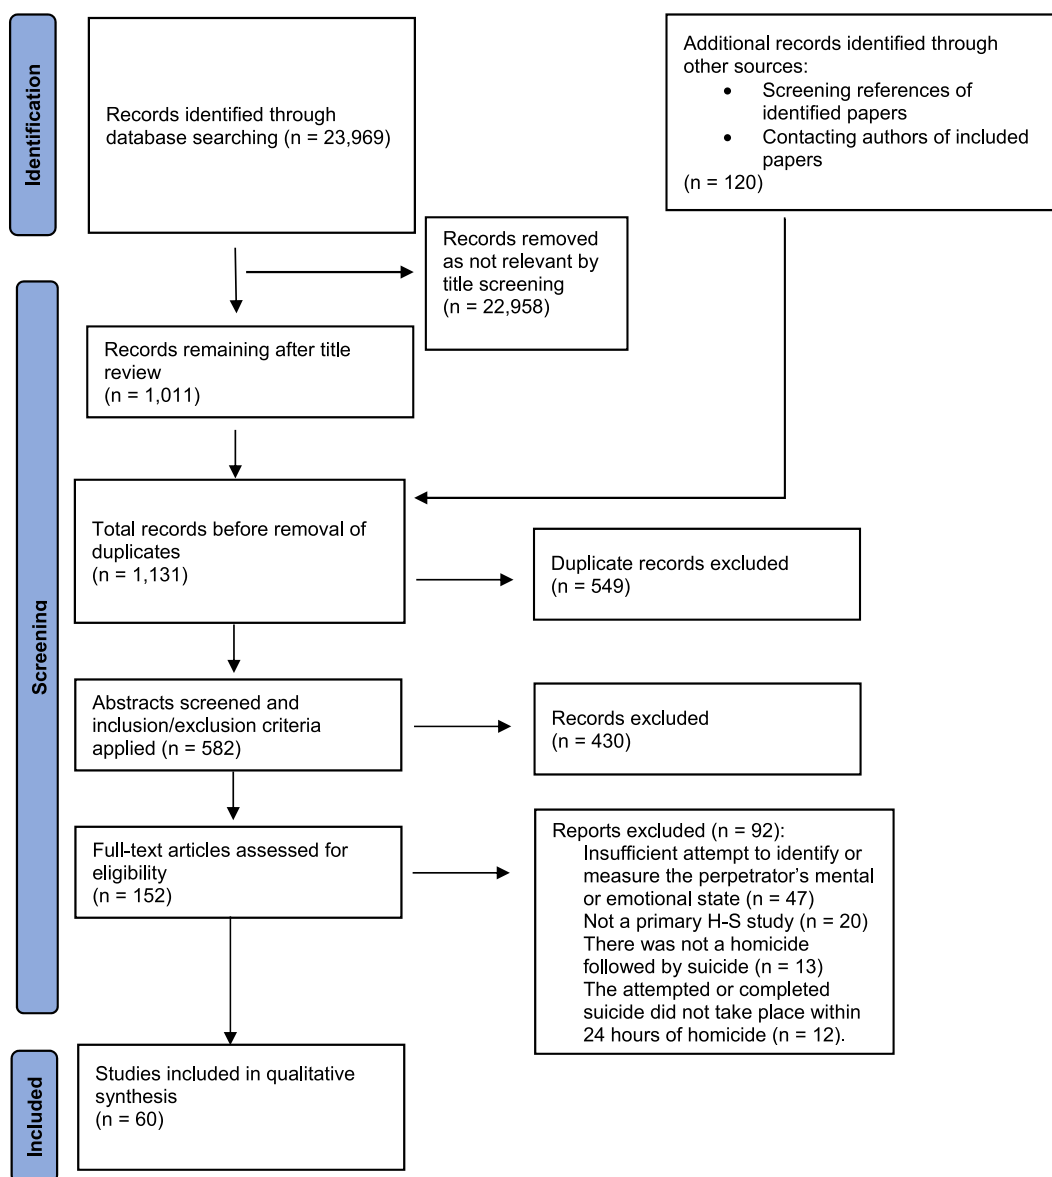 Identification
Records identified through
database searching (n = 23,969)
Additional records identified through
other sources:
• Screening references of
identified papers
• Contacting authors of included
papers
(n = 120)
Records removed
as not relevant by
title screening
(n = 22,958)
Screening
Records remaining after title
review
(n = 1,011)
Total records before removal of
duplicates
(n = 1,131)
Duplicate records excluded
(n = 549)
Abstracts screened and
inclusion/exclusion criteria
applied (n = 582)
Records excluded
(n = 430)
Full-text articles assessed for
eligibility
(n = 152)
Reports excluded (n = 92):
Insufficient attempt to identify or
measure the perpetrator’s mental
or emotional state (n = 47)
Not a primary H-S study (n = 20)
There was not a homicide
followed by suicide (n = 13)
The attempted or completed
suicide did not take place within
24 hours of homicide (n = 12).
Included
Studies included in qualitative
synthesis
(n = 60)